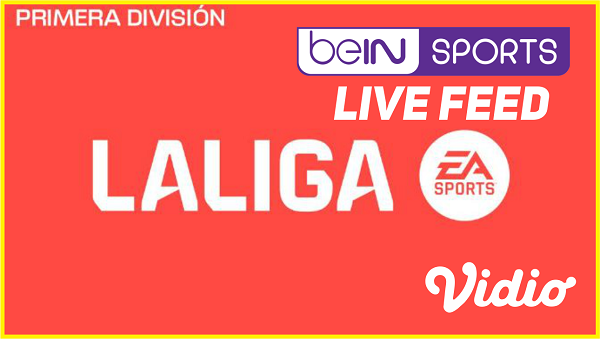 PRIMERA DIVISIÓN
beIN SPORTS
LIVE FEED
LALIGA EA SPORTS
Vidio